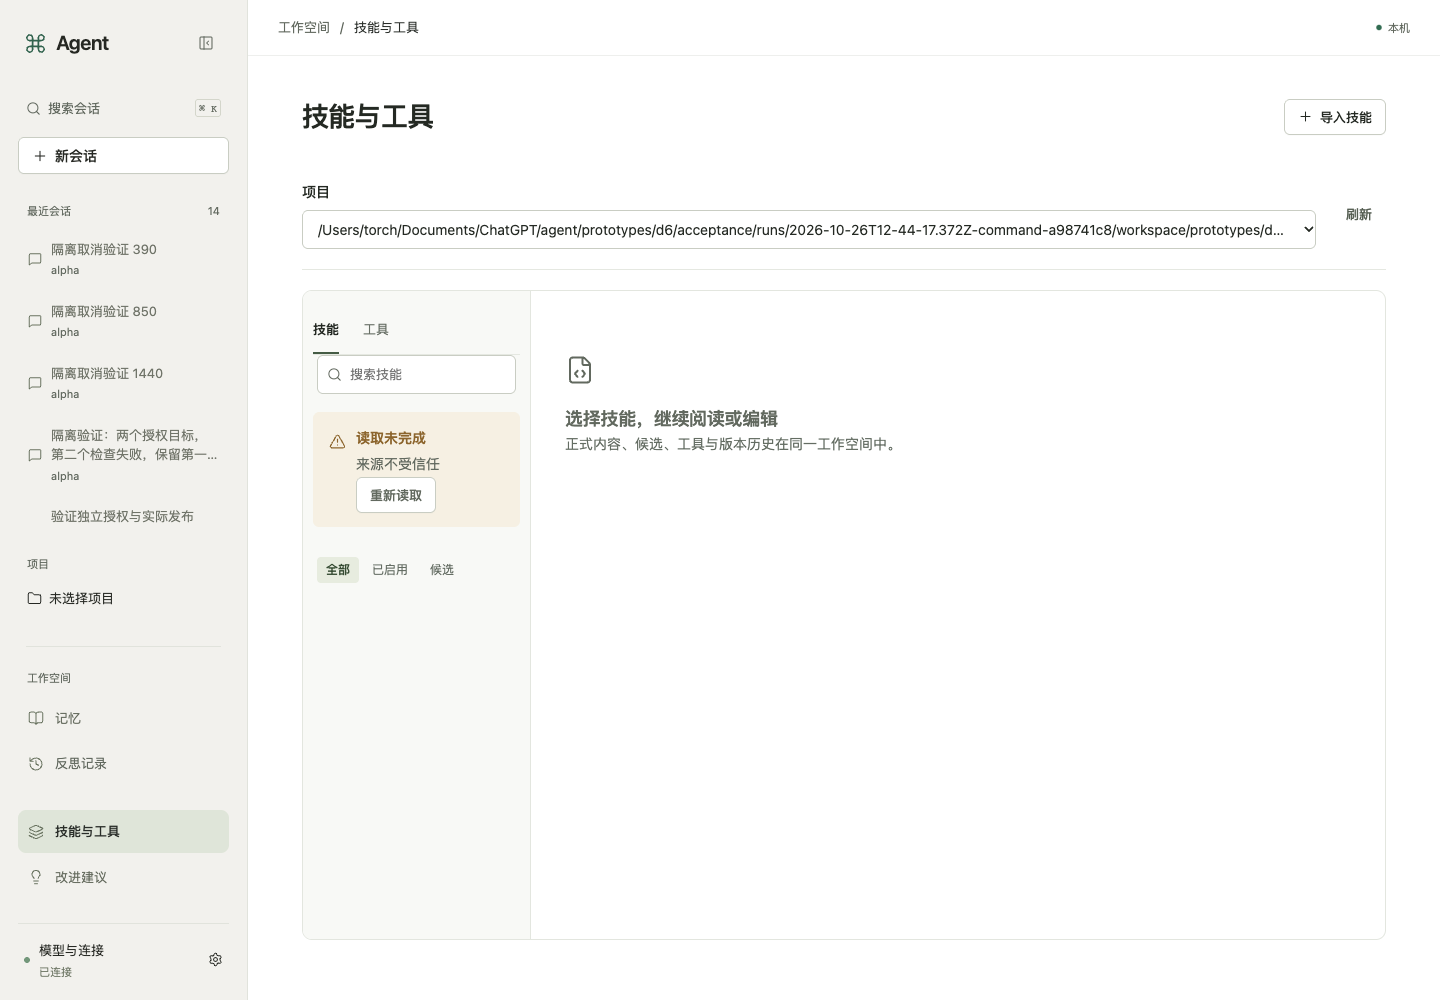 Agent
搜索会话
⌘ K
新会话
最近会话 14
隔离取消验证 390
alpha
隔离取消验证 850
alpha
隔离取消验证 1440
alpha
隔离验证：两个授权目标，
第二个检查失败，保留第一...
alpha
验证独立授权与实际发布
项目
未选择项目
工作空间
记忆
反思记录
技能与工具
改进建议
模型与连接
已连接
工作空间 / 技能与工具
本机
技能与工具
导入技能
项目
/Users/torch/Documents/ChatGPT/agent/prototypes/d6/acceptance/runs/2026-10-26T12-44-17.372Z-command-a98741c8/workspace/prototypes/d...
刷新
技能 工具
搜索技能
读取未完成
来源不受信任
重新读取
全部 已启用 候选
选择技能，继续阅读或编辑
正式内容、候选、工具与版本历史在同一工作空间中。